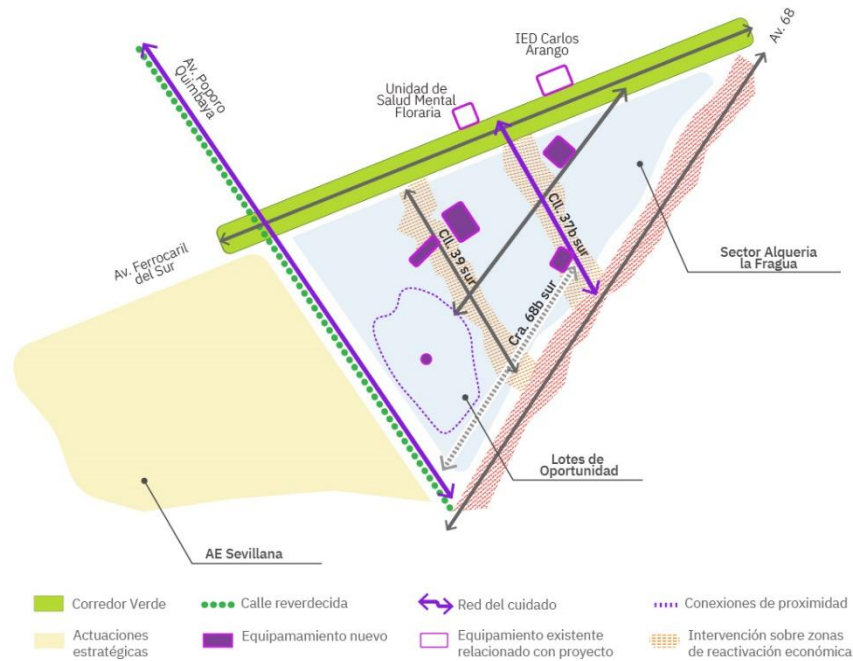 Av. Poporo
Quimbaya
Unidad de
Salud Mental
Floraria
IED Carlos
Arango
Av. 68
Av. Ferrocaril
del Sur
Cll. 39 sur
Cll. 37b sur
Cra. 68b sur
Sector Alqueria
la Fragua
Lotes de
Oportunidad
AE Sevillana
Corredor Verde
Calle reverdecida
Red del cuidado
Conexiones de proximidad
Actuaciones
estratégicas
Equipamamiento nuevo
Equipamiento existente
relacionado con projecto
Intervención sobre zonas
de reactivación económica